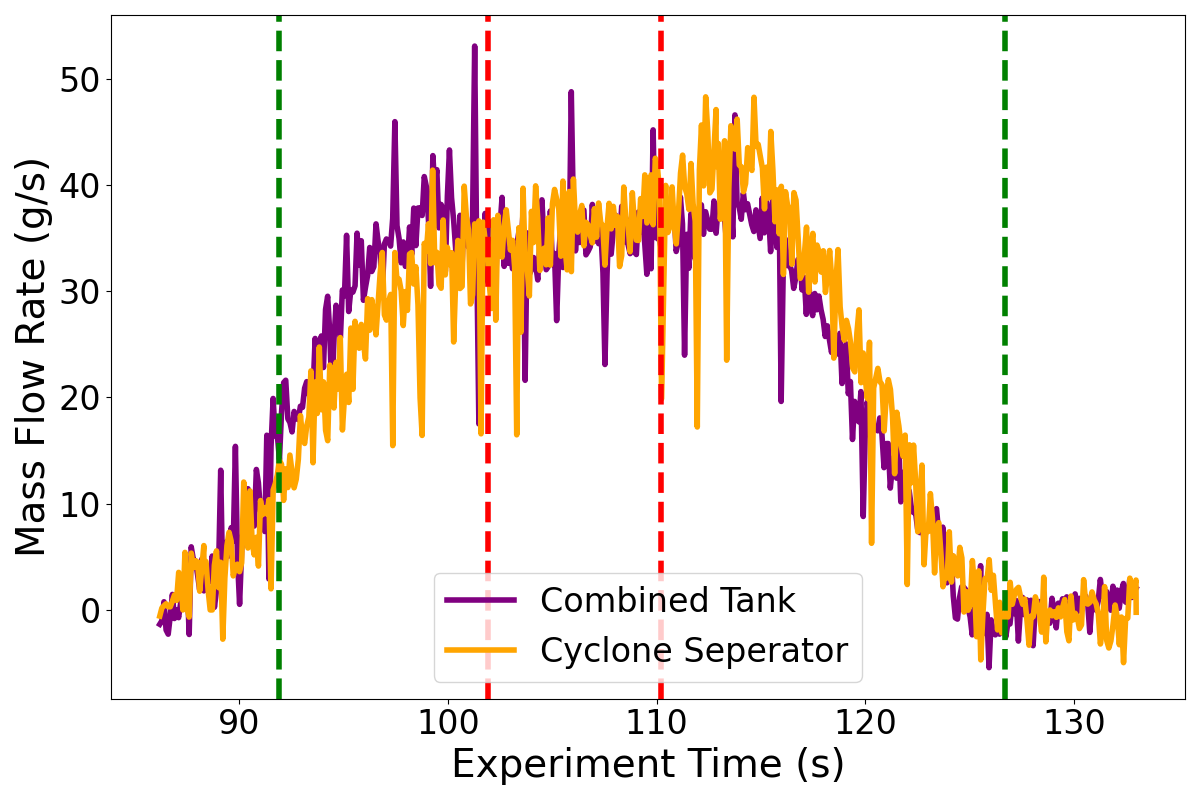 Mass Flow Rate (g/s)
50
40
30
20
10
0
Combined Tank
Cyclone Seperator
90 100 110 120 130
Experiment Time (s)